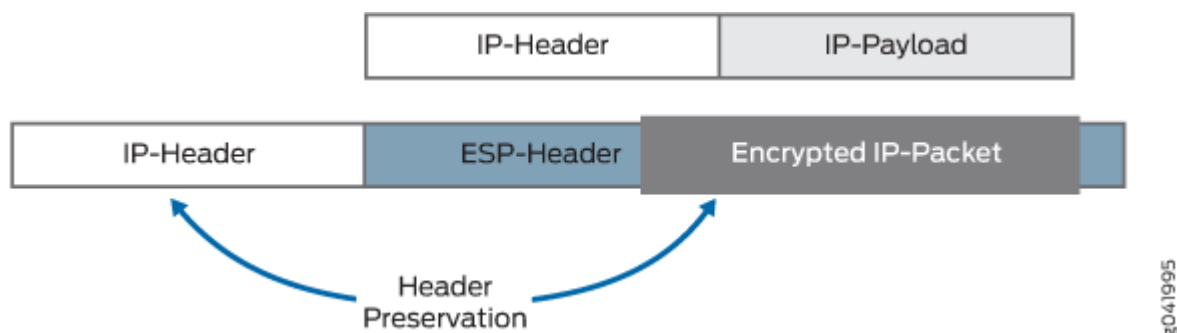 IP-Header IP-Payload
IP-Header ESP-Header Encrypted IP-Packet
Header
Preservation
g041995